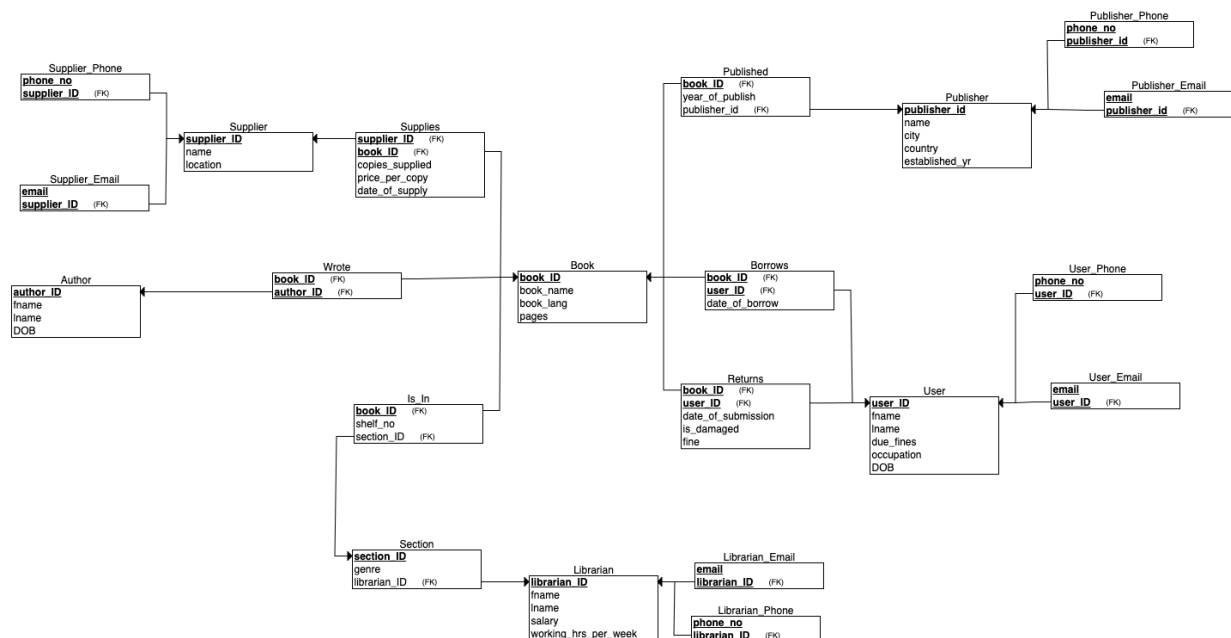 Publisher_Phone
phone_no
publisher_id (FK)
Supplier_Phone
phone_no
supplier_ID (FK)
Published
book_ID (FK)
year_of_publish
publisher_id (FK)
Publisher_Email
email
publisher_id (FK)
Publisher
publisher_id
name
city
country
established_yr
Supplier
supplier_ID
name
location
Supplies
supplier_ID (FK)
book_ID (FK)
copies_supplied
price_per_copy
date_of_supply
Supplier_Email
email
supplier_ID (FK)
Author
author_ID
fname
lname
DOB
Wrote
book_ID (FK)
author_ID (FK)
Book
book_ID
book_name
book_lang
pages
Borrows
book_ID (FK)
user_ID (FK)
date_of_borrow
User_Phone
phone_no
user_ID (FK)
Returns
book_ID (FK)
user_ID (FK)
date_of_submission
is_damaged
fine
User
user_ID
fname
lname
due_fines
occupation
DOB
User_Email
email
user_ID (FK)
Is_In
book_ID (FK)
shelf_no
section_ID (FK)
Section
section_ID
genre
librarian_ID (FK)
Librarian
librarian_ID
fname
lname
salary
working_hrs_per_week
Librarian_Email
email
librarian_ID (FK)
Librarian_Phone
phone_no
librarian_ID (FK)